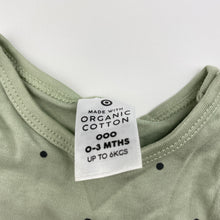 MADE WITH
ORGANIC
COTTON
000
0-3 MTHS
UP TO 6KGS